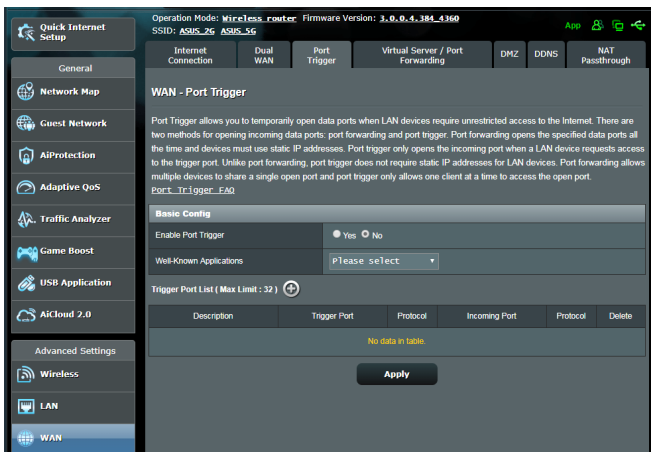 Quick Internet
Setup
Operation Mode: Wireless router Firmware Version: 3.0.0.4.384_4360
SSID: ASUS_2G ASUS_5G
App
General
Network Map
Guest Network
AiProtection
Adaptive QoS
Traffic Analyzer
Game Boost
USB Application
AiCloud 2.0
Advanced Settings
Wireless
LAN
WAN
Internet
Connection
Dual
WAN
Port
Trigger
Virtual Server / Port
Forwarding
DMZ
DDNS
NAT
Passthrough
WAN - Port Trigger
Port Trigger allows you to temporarily open data ports when LAN devices require unrestricted access to the Internet. There are
two methods for opening incoming data ports: port forwarding and port trigger. Port forwarding opens the specified data ports all
the time and devices must use static IP addresses. Port trigger only opens the incoming port when a LAN device requests access
to the trigger port. Unlike port forwarding, port trigger does not require static IP addresses for LAN devices. Port forwarding allows
multiple devices to share a single open port and port trigger only allows one client at a time to access the open port.
Port Trigger FAQ
Basic Config
Enable Port Trigger Yes No
Well-Known Applications Please select
Trigger Port List ( Max Limit : 32 )
Description Trigger Port Protocol Incoming Port Protocol Delete
No data in table.
Apply